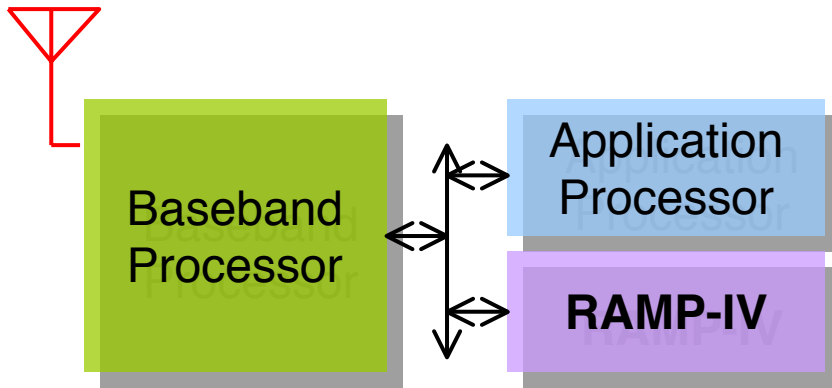 Baseband
Processor
Application
Processor
RAMP-IV